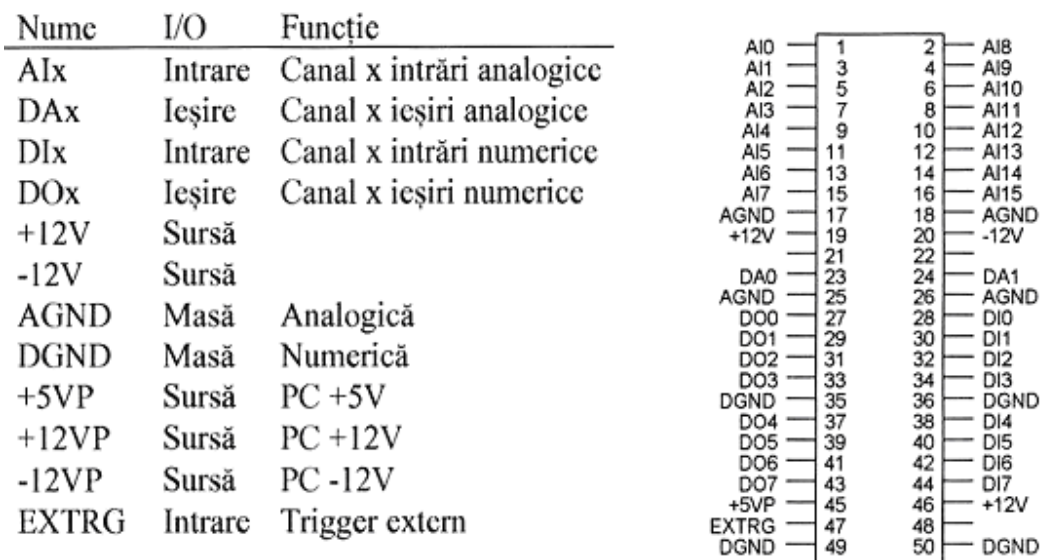 Nume I/O Funcție
AIx Intrare Canal x intrări analogice
DAx Ieșire Canal x ieșiri analogice
DIx Intrare Canal x intrări numerice
DOx Ieșire Canal x ieșiri numerice
+12V Sursă
-12V Sursă
AGND Masă Analogică
DGND Masă Numerică
+5VP Sursă PC +5V
+12VP Sursă PC +12V
-12VP Sursă PC -12V
EXTRG Intrare Trigger extern
AI0 1 2 AI8
AI1 3 4 AI9
AI2 5 6 AI10
AI3 7 8 AI11
AI4 9 10 AI12
AI5 11 12 AI13
AI6 13 14 AI14
AI7 15 16 AI15
AGND 17 18 AGND
+12V 19 20 -12V
21 22
DA0 23 24 DA1
AGND 25 26 AGND
DO0 27 28 DI0
DO1 29 30 DI1
DO2 31 32 DI2
DO3 33 34 DI3
DGND 35 36 DGND
DO4 37 38 DI4
DO5 39 40 DI5
DO6 41 42 DI6
DO7 43 44 DI7
+5VP 45 46 +12V
EXTRG 47 48
DGND 49 50 DGND